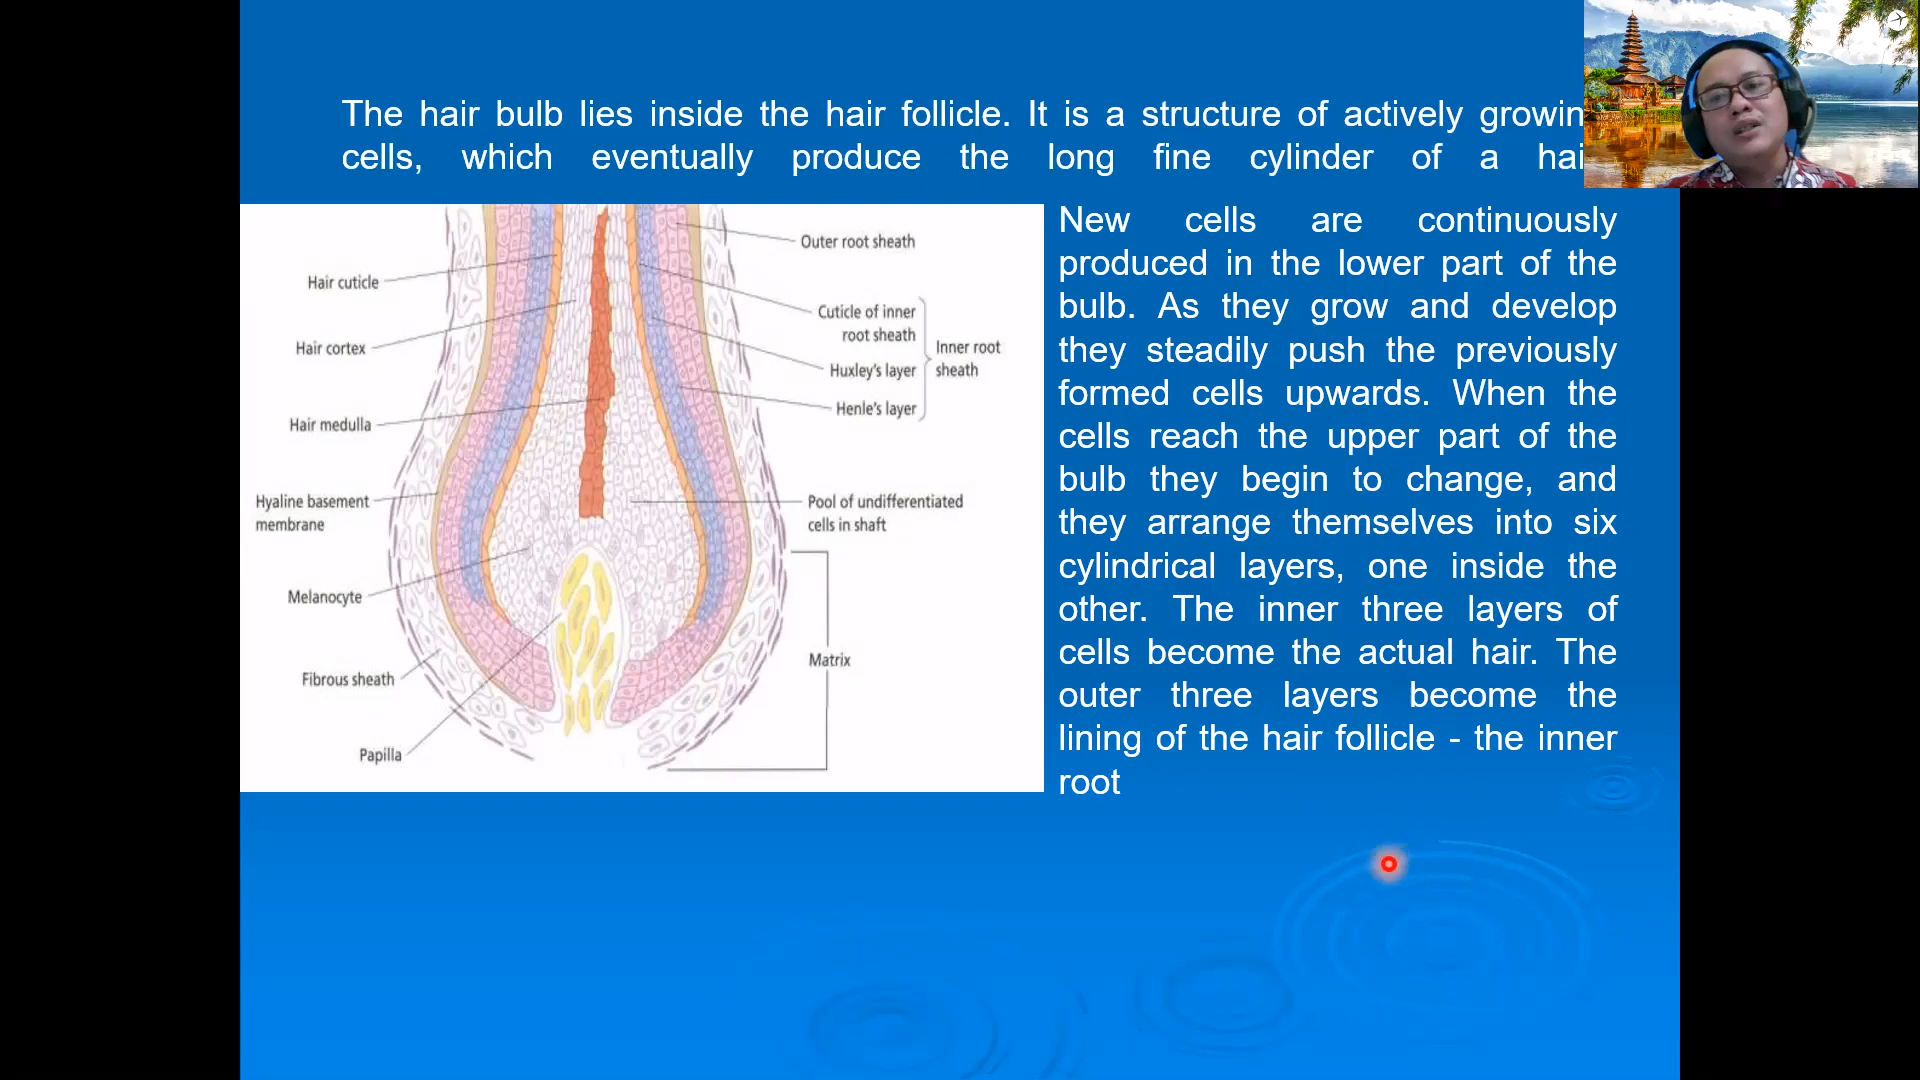 The hair bulb lies inside the hair follicle. It is a structure of actively growin
cells, which eventually produce the long fine cylinder of a hai
New cells are continuously
produced in the lower part of the
bulb. As they grow and develop
they steadily push the previously
formed cells upwards. When the
cells reach the upper part of the
bulb they begin to change, and
they arrange themselves into six
cylindrical layers, one inside the
other. The inner three layers of
cells become the actual hair. The
outer three layers become the
lining of the hair follicle - the inner
root
Hair cuticle
Hair cortex
Hair medulla
Hyaline basement
membrane
Melanocyte
Fibrous sheath
Papilla
Outer root sheath
Cuticle of inner
root sheath
Huxley's layer
Henle's layer
Inner root
sheath
Pool of undifferentiated
cells in shaft
Matrix